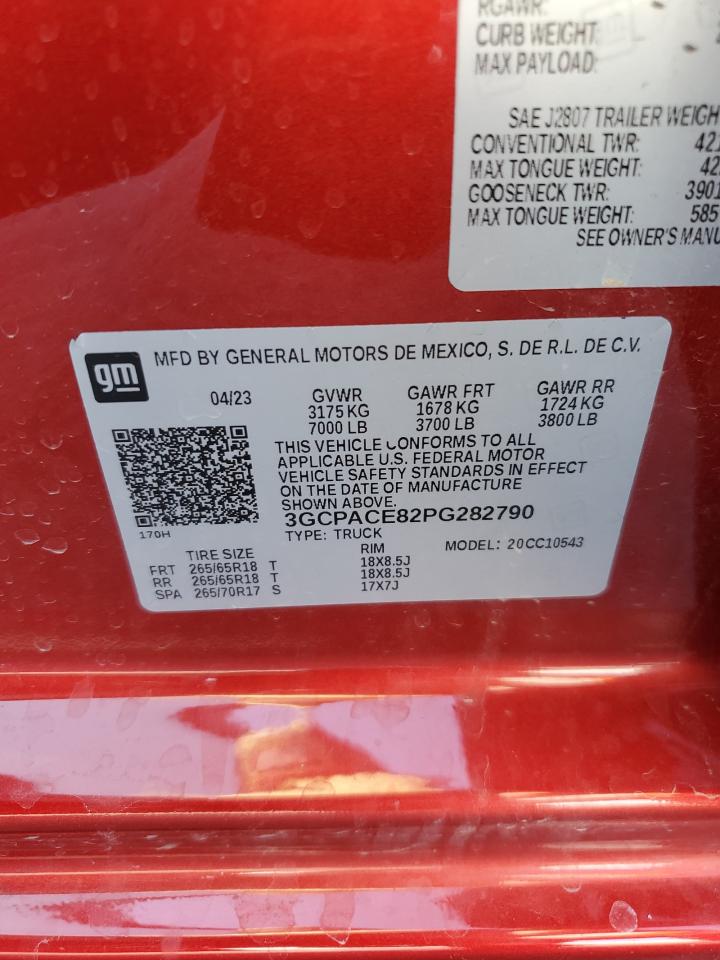 RGAWR:
CURB WEIGHT:
MAX PAYLOAD:
SAE J2807 TRAILER WEIGH
CONVENTIONAL TWR: 421
MAX TONGUE WEIGHT: 42
GOOSENECK TWR: 3901
MAX TONGUE WEIGHT: 585
SEE OWNER'S MANU
gm
MFD BY GENERAL MOTORS DE MEXICO, S. DE R.L. DE C.V.
04/23 GVWR GAWR FRT GAWR RR
3175 KG 1678 KG 1724 KG
7000 LB 3700 LB 3800 LB
THIS VEHICLE CONFORMS TO ALL
APPLICABLE U.S. FEDERAL MOTOR
VEHICLE SAFETY STANDARDS IN EFFECT
ON THE DATE OF MANUFACTURE
SHOWN ABOVE.
3GCPACE82PG282790
170H
TYPE: TRUCK MODEL: 20CC10543
TIRE SIZE RIM
FRT 265/65R18 T 18X8.5J
RR 265/65R18 T 18X8.5J
SPA 265/70R17 S 17X7J